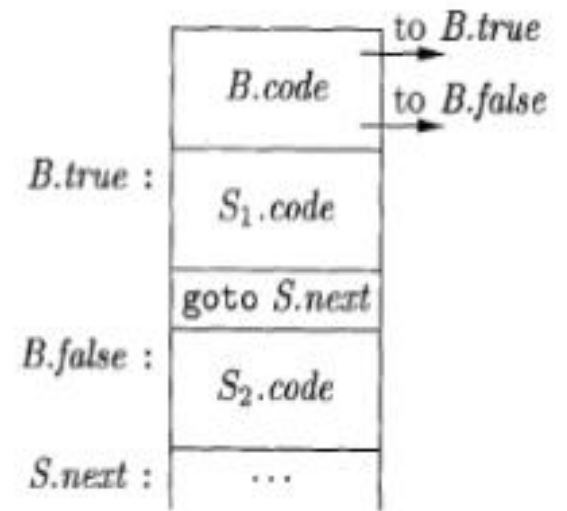 to B.true
B.code
to B.false
B.true :
S₁.code
goto S.next
B.false :
S₂.code
S.next :
...